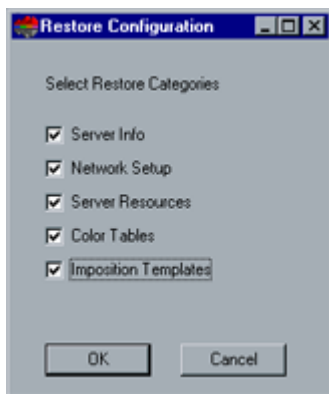 Restore Configuration
Select Restore Categories
Server Info
Network Setup
Server Resources
Color Tables
Imposition Templates
OK Cancel